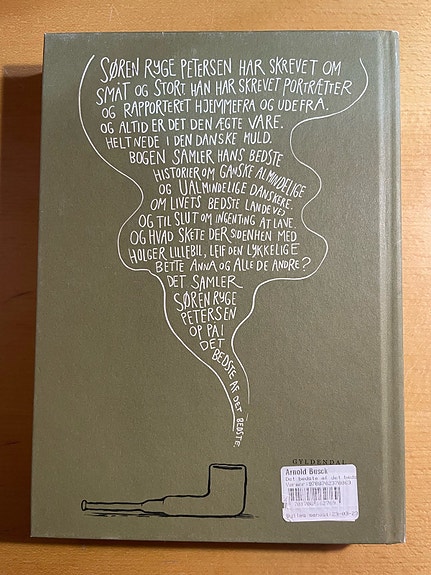 SØREN RYGE PETERSEN HAR SKREVET OM
SMÅT OG STORT. HAN HAR SKREVET PORTRÆTTER
OG RAPPORTERET HJEMMEFRA OG UDEFRA.
OG ALTID ER DET DEN ÆGTE VARE.
HELT NEDE I DEN DANSKE MULD.
BOGEN SAMLER HANS BEDSTE
HISTORIER OM GANSKE ALMINDELIGE
OG UALMINDELIGE DANSKERE.
OM LIVETS BEDSTE LANDEVEJ
OG TIL SLUT OM INGENTING AT LAVE.
OG HVAD SKETE DER SIDENHEN MED
HOLGER LILLEBIL, LEIF DEN LYKKELIGE
BETTE ANNA OG ALLE DE ANDRE?
DET SAMLER
SØREN RYGE
PETERSEN
OP PÅ I
DET
BEDSTE AF DET BEDSTE.
GYLDENDAL
Arnold Busck
Det bedste af det beds